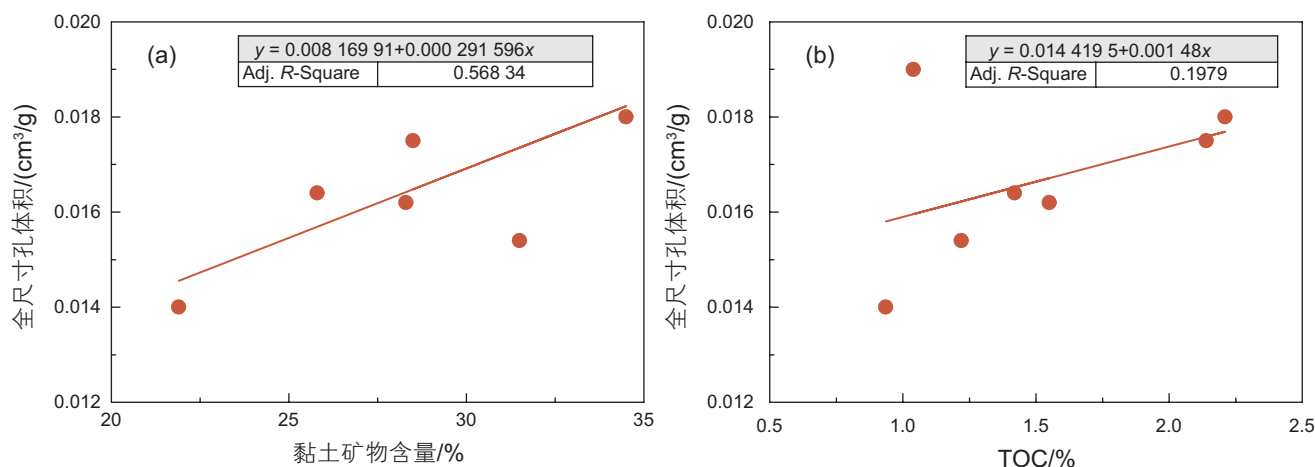 (a)
y = 0.008 169 91+0.000 291 596x
Adj. R-Square 0.568 34
0.020
0.018
0.016
0.014
0.012
全尺寸孔体积/(cm³/g)
20 25 30 35
黏土矿物含量/%
(b)
y = 0.014 419 5+0.001 48x
Adj. R-Square 0.1979
0.020
0.018
0.016
0.014
0.012
全尺寸孔体积/(cm³/g)
0.5 1.0 1.5 2.0 2.5
TOC/%